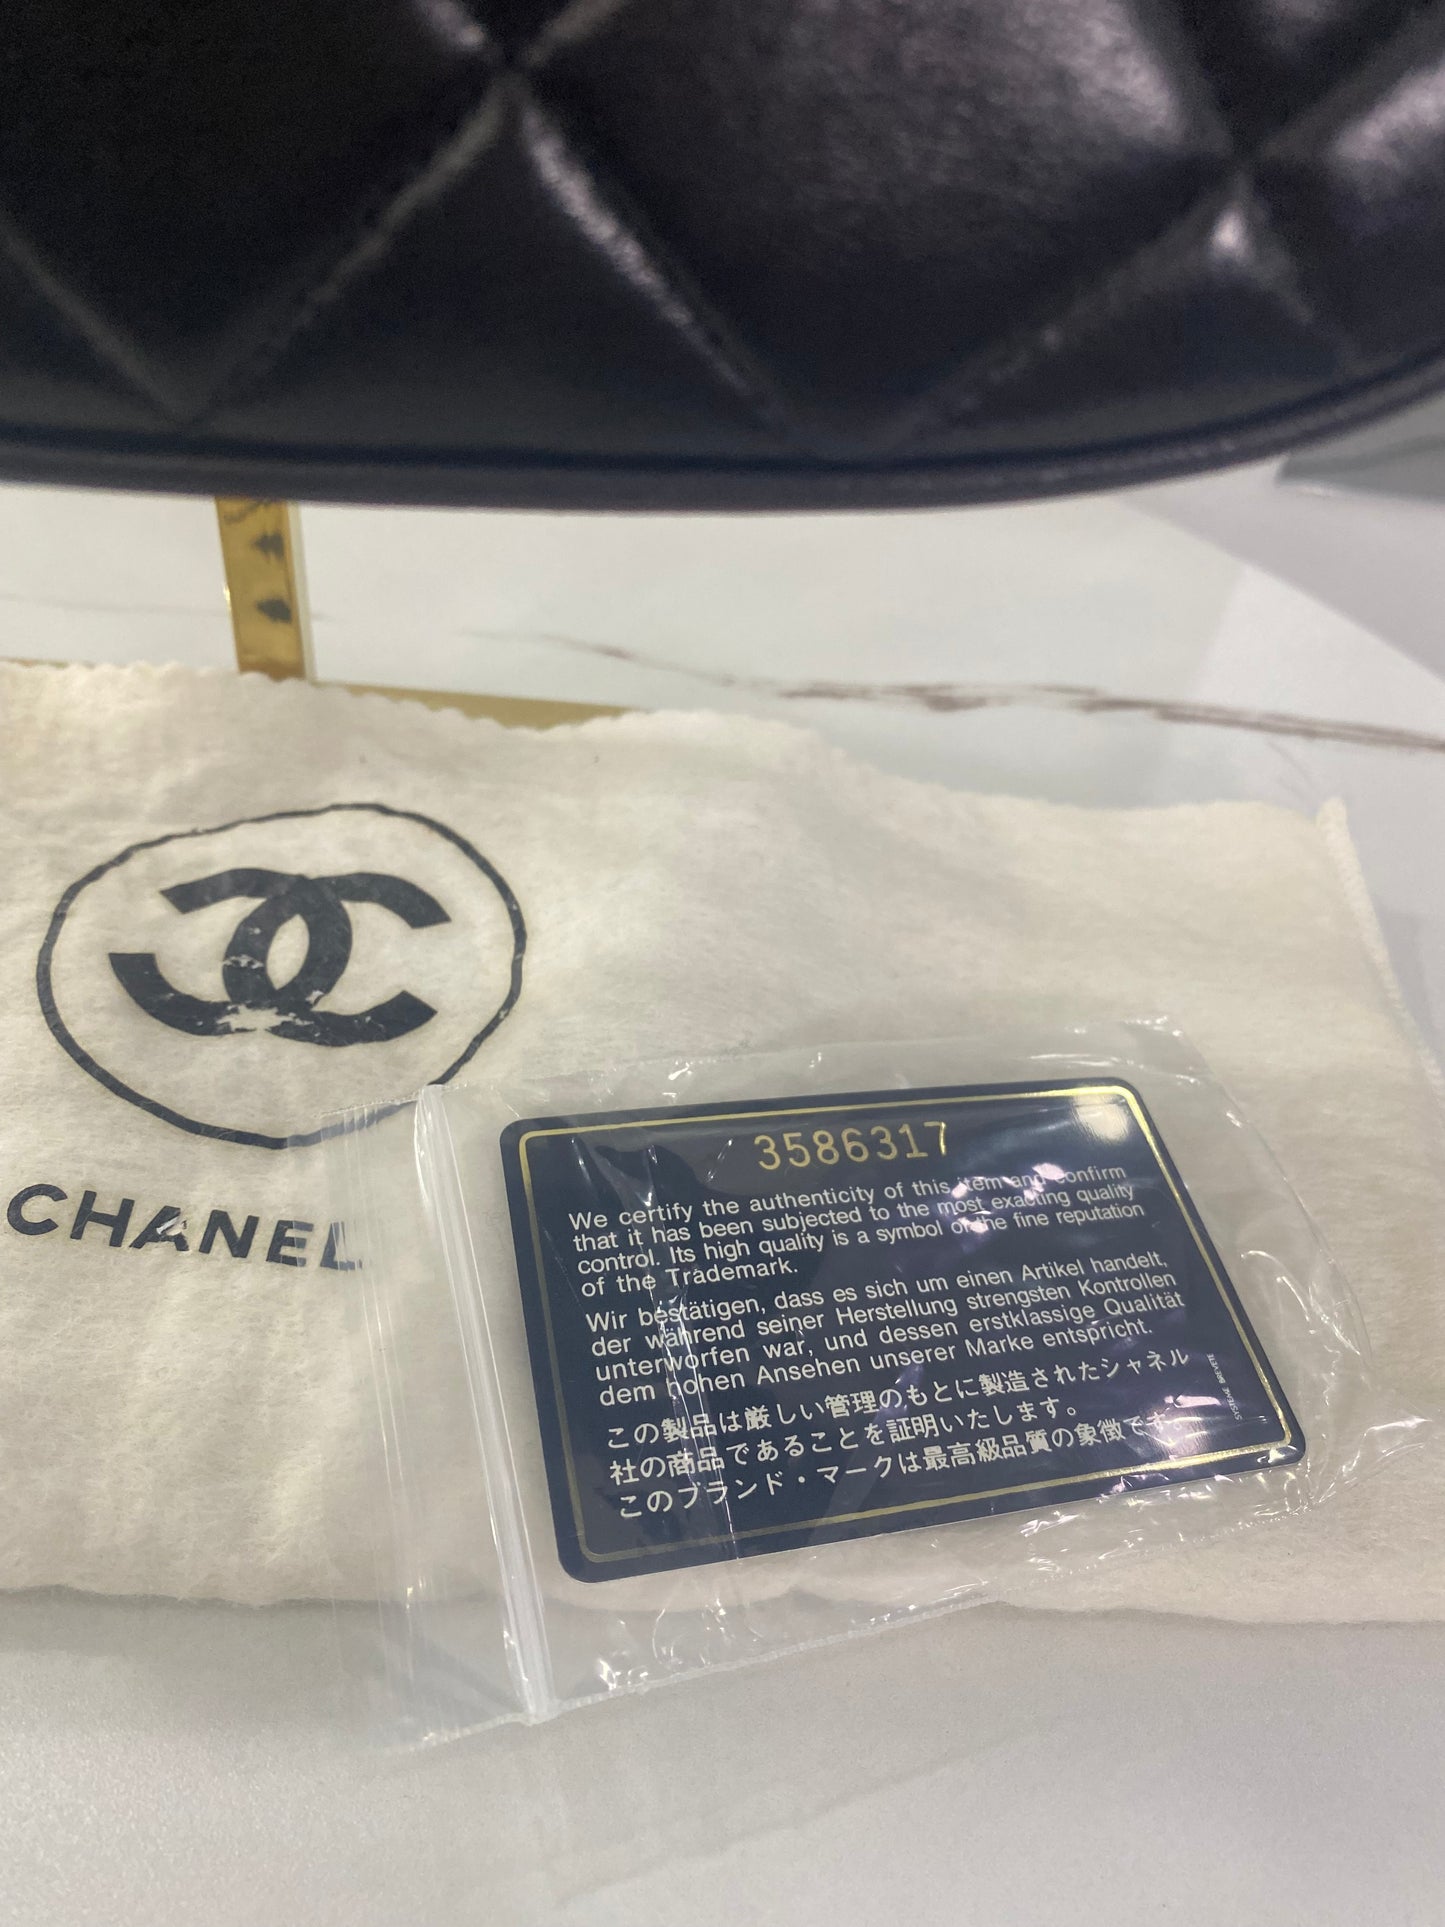 CHANEL
3586317
We certify the authenticity of this item and confirm
that it has been subjected to the most exacting quality
control. Its high quality is a symbol of the fine reputation
of the Trademark.
Wir bestätigen, dass es sich um einen Artikel handelt,
der während seiner Herstellung strengsten Kontrollen
unterworfen war, und dessen erstklassige Qualität
dem hohen Ansehen unserer Marke entspricht.
この製品は厳しい管理のもとに製造されたシャネル
社の商品であることを証明いたします。
このブランド・マークは最高級品質の象徴です。
SYSTEME BREVETE